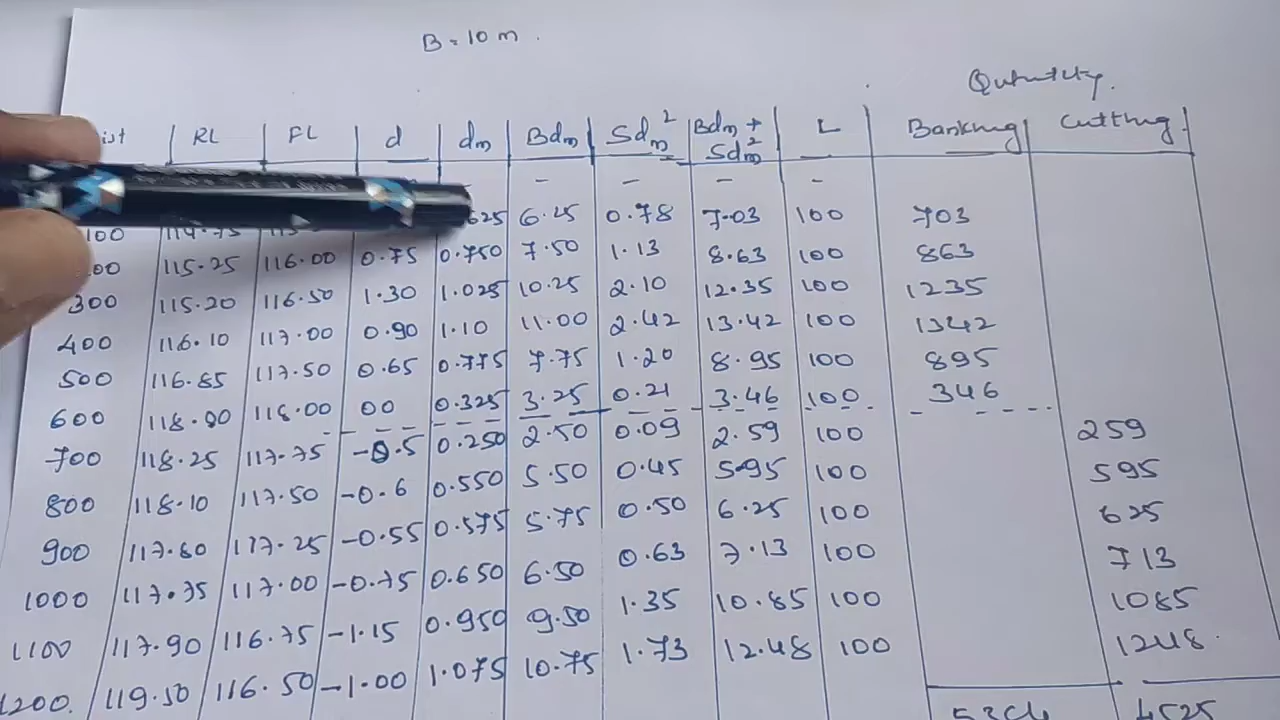 B = 10 m.
Quantity.
ist RL FL d dm Bdm Sdm² Bdm + Sdm² L Banking Cutting
- - - -
100 114.75 625 6.25 0.78 7.03 100 703
00 115.25 116.00 0.75 0.750 7.50 1.13 8.63 100 863
300 115.20 116.50 1.30 1.025 10.25 2.10 12.35 100 1235
400 116.10 117.00 0.90 1.10 11.00 2.42 13.42 100 1342
500 116.85 117.50 0.65 0.775 7.75 1.20 8.95 100 895
600 118.00 118.00 00 0.325 3.25 0.21 3.46 100 346
700 118.25 117.75 -0.5 0.250 2.50 0.09 2.59 100 259
800 118.10 117.50 -0.6 0.550 5.50 0.45 5.95 100 595
900 117.80 117.25 -0.55 0.575 5.75 0.50 6.25 100 625
1000 117.75 117.00 -0.75 0.650 6.50 0.63 7.13 100 713
1100 117.90 116.75 -1.15 0.950 9.50 1.35 10.85 100 1085
1200. 119.50 116.50 -1.00 1.075 10.75 1.73 12.48 100 1248.
4525